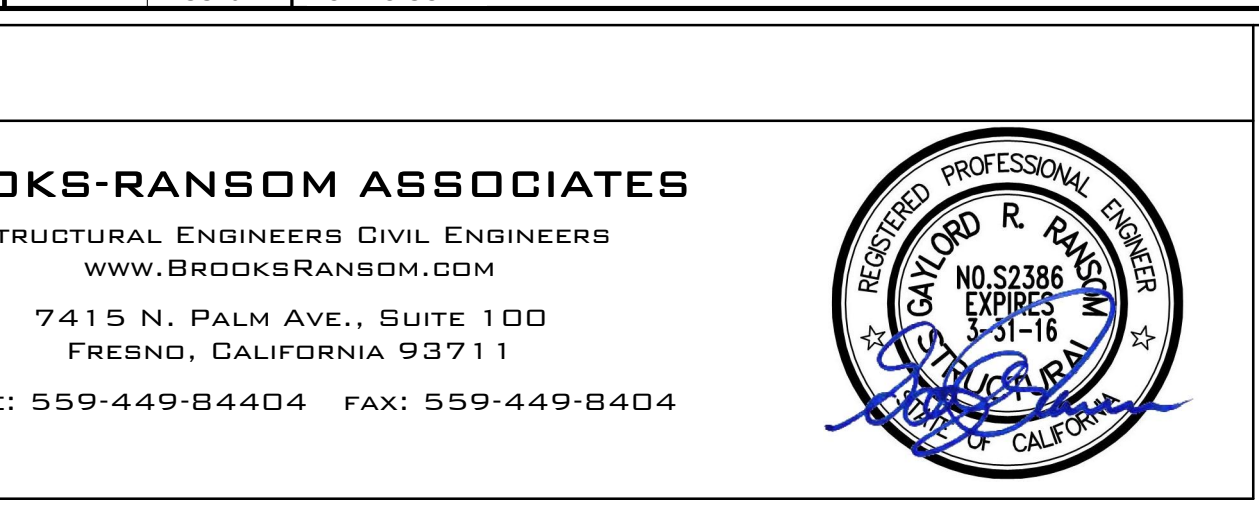 OKS-RANSOM ASSOCIATES
TRUCTURAL ENGINEERS CIVIL ENGINEERS
WWW.BROOKSRANSOM.COM
7415 N. PALM AVE., SUITE 100
FRESNO, CALIFORNIA 93711
: 559-449-84404 FAX: 559-449-8404
REGISTERED PROFESSIONAL ENGINEER
GAYLORD R. RANSOM
NO.S2386
EXPIRES
3-31-16
STRUCTURAL
STATE OF CALIFORNIA